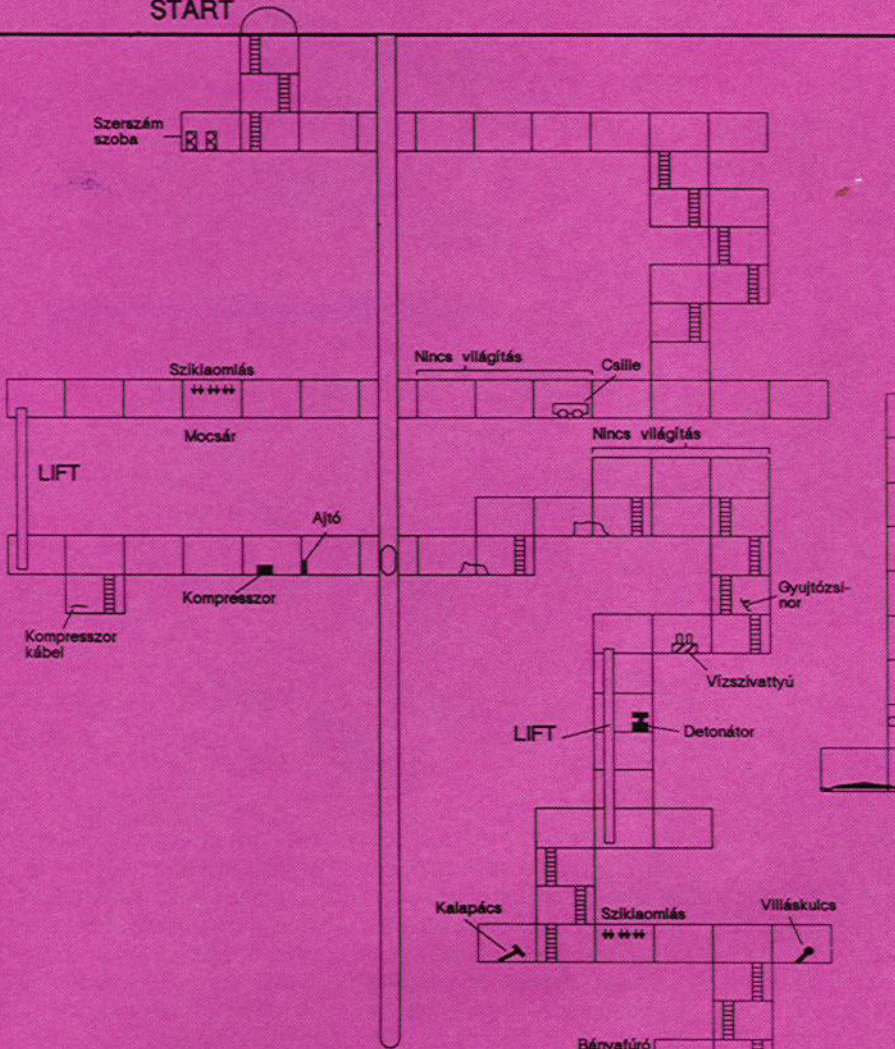 START
Szerszám
szoba
Sziklaomlás
Nincs világítás
Csille
Mocsár
Nincs világítás
LIFT
Ajtó
Kompresszor
Gyujtózsi-
nor
Kompresszor
kábel
Vízszivattyú
LIFT
Detonátor
Kalapács
Sziklaomlás
Villáskulcs
Bányafúró